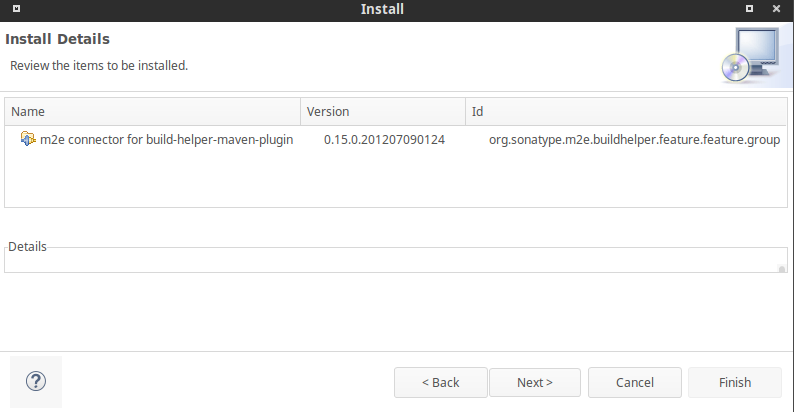 Install
Install Details
Review the items to be installed.
Name Version Id
m2e connector for build-helper-maven-plugin 0.15.0.201207090124 org.sonatype.m2e.buildhelper.feature.feature.group
Details
? < Back Next > Cancel Finish